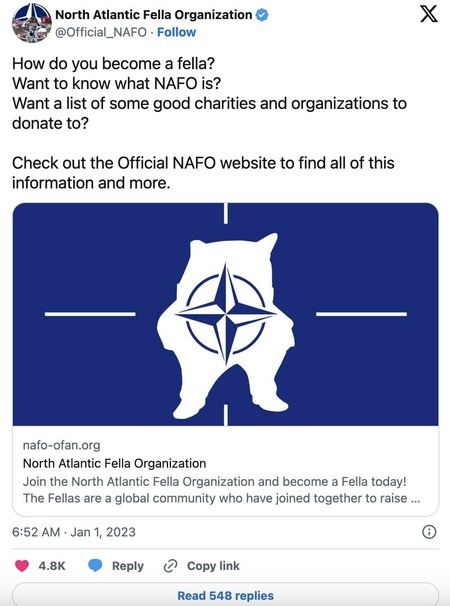 North Atlantic Fella Organization
@Official_NAFO · Follow
How do you become a fella?
Want to know what NAFO is?
Want a list of some good charities and organizations to
donate to?
Check out the Official NAFO website to find all of this
information and more.
nafo-ofan.org
North Atlantic Fella Organization
Join the North Atlantic Fella Organization and become a Fella today!
The Fellas are a global community who have joined together to raise ...
6:52 AM · Jan 1, 2023
4.8K Reply Copy link
Read 548 replies